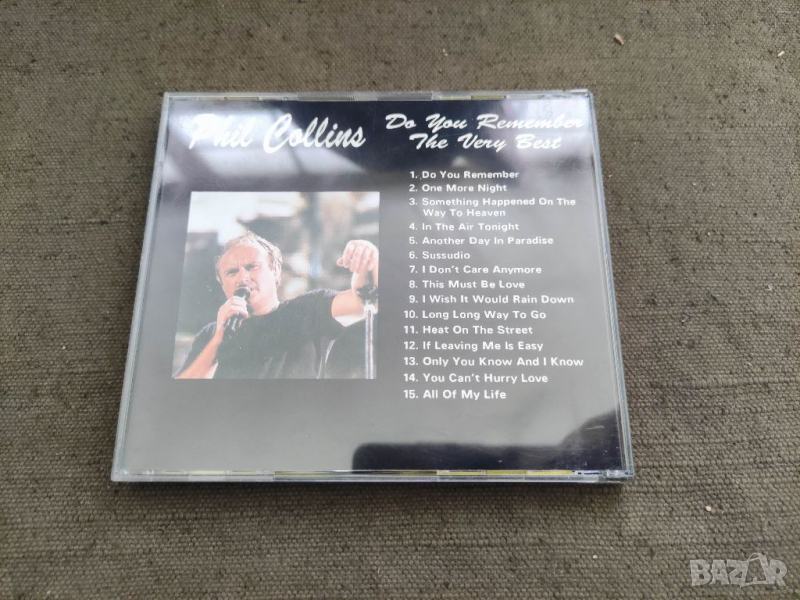 Phil Collins
Do You Remember
The Very Best
1. Do You Remember
2. One More Night
3. Something Happened On The
Way To Heaven
4. In The Air Tonight
5. Another Day In Paradise
6. Sussudio
7. I Don't Care Anymore
8. This Must Be Love
9. I Wish It Would Rain Down
10. Long Long Way To Go
11. Heat On The Street
12. If Leaving Me Is Easy
13. Only You Know And I Know
14. You Can't Hurry Love
15. All Of My Life
BAZAR